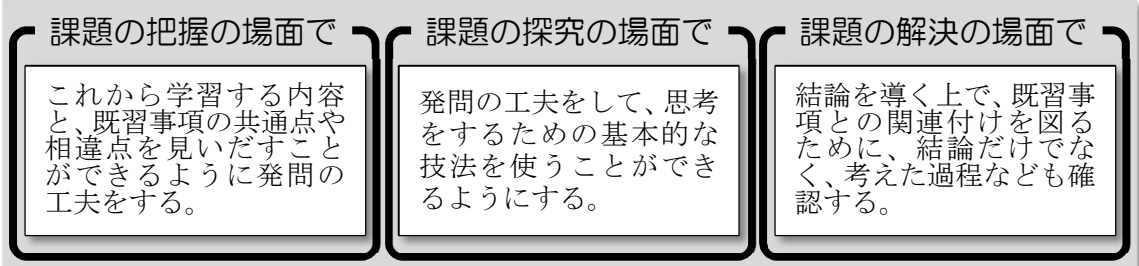 課題の把握の場面で
これから学習する内容
と、既習事項の共通点や
相違点を見いだすこと
ができるように発問の
工夫をする。
課題の探究の場面で
発問の工夫をして、思考
をするための基本的な
技法を使うことができ
るようにする。
課題の解決の場面で
結論を導く上で、既習事
項との関連付けを図る
ために、結論だけでな
く、考えた過程なども確
認する。